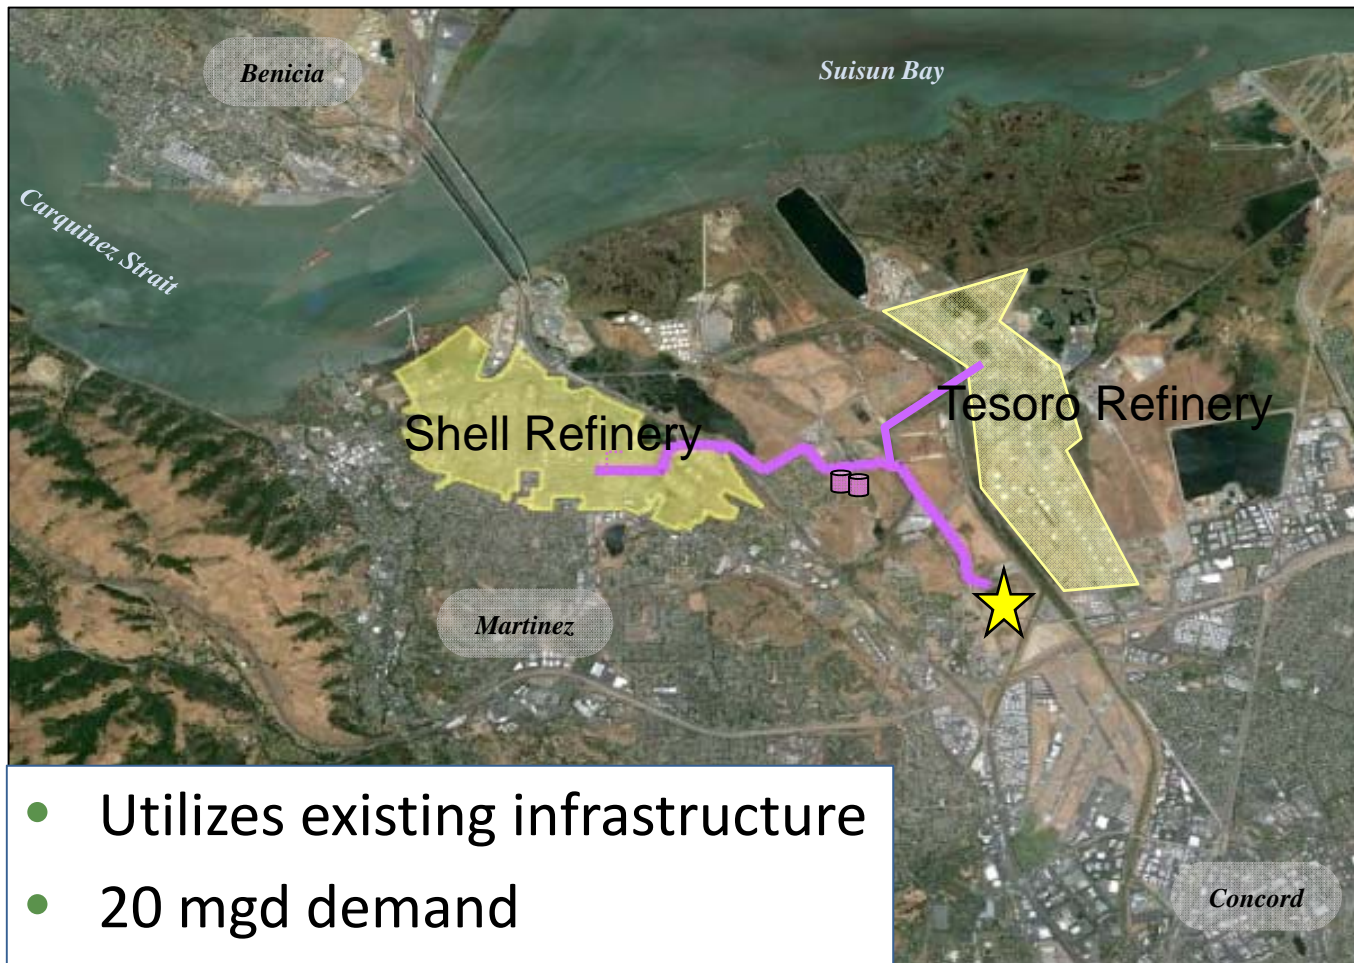 Benicia
Suisun Bay
Carquinez Strait
Tesoro Refinery
Shell Refinery
Martinez
• Utilizes existing infrastructure
• 20 mgd demand
Concord